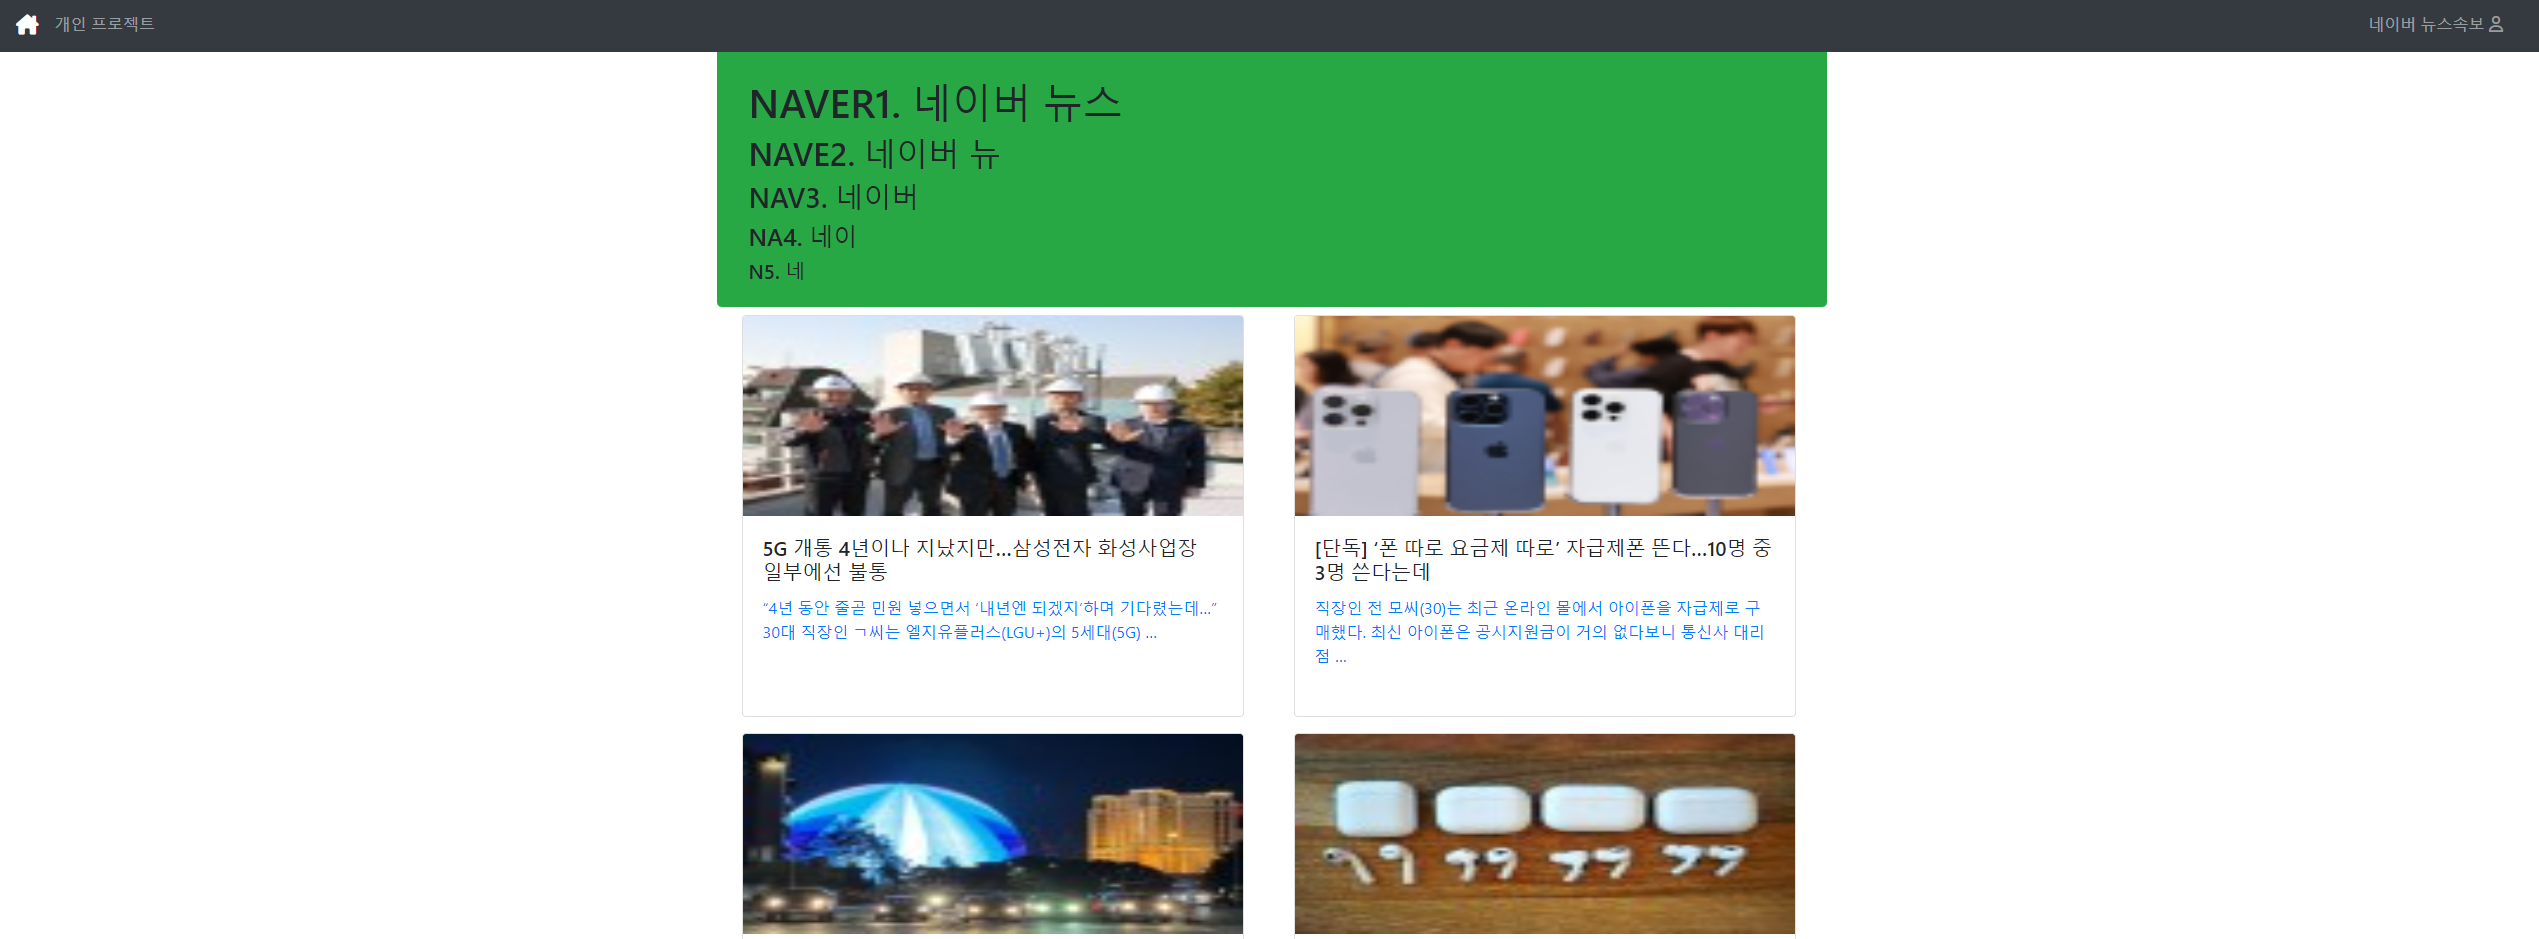 개인 프로젝트
네이버 뉴스속보
NAVER1. 네이버 뉴스
NAVE2. 네이버 뉴
NAV3. 네이버
NA4. 네이
N5. 네
5G 개통 4년이나 지났지만…삼성전자 화성사업장
일부에선 불통
“4년 동안 줄곧 민원 넣으면서 ‘내년엔 되겠지’하며 기다렸는데…”
30대 직장인 ㄱ씨는 엘지유플러스(LGU+)의 5세대(5G) …
[단독] ‘폰 따로 요금제 따로’ 자급제폰 뜬다…10명 중
3명 쓴다는데
직장인 전 모씨(30)는 최근 온라인 몰에서 아이폰을 자급제로 구
매했다. 최신 아이폰은 공시지원금이 거의 없다보니 통신사 대리
점 …